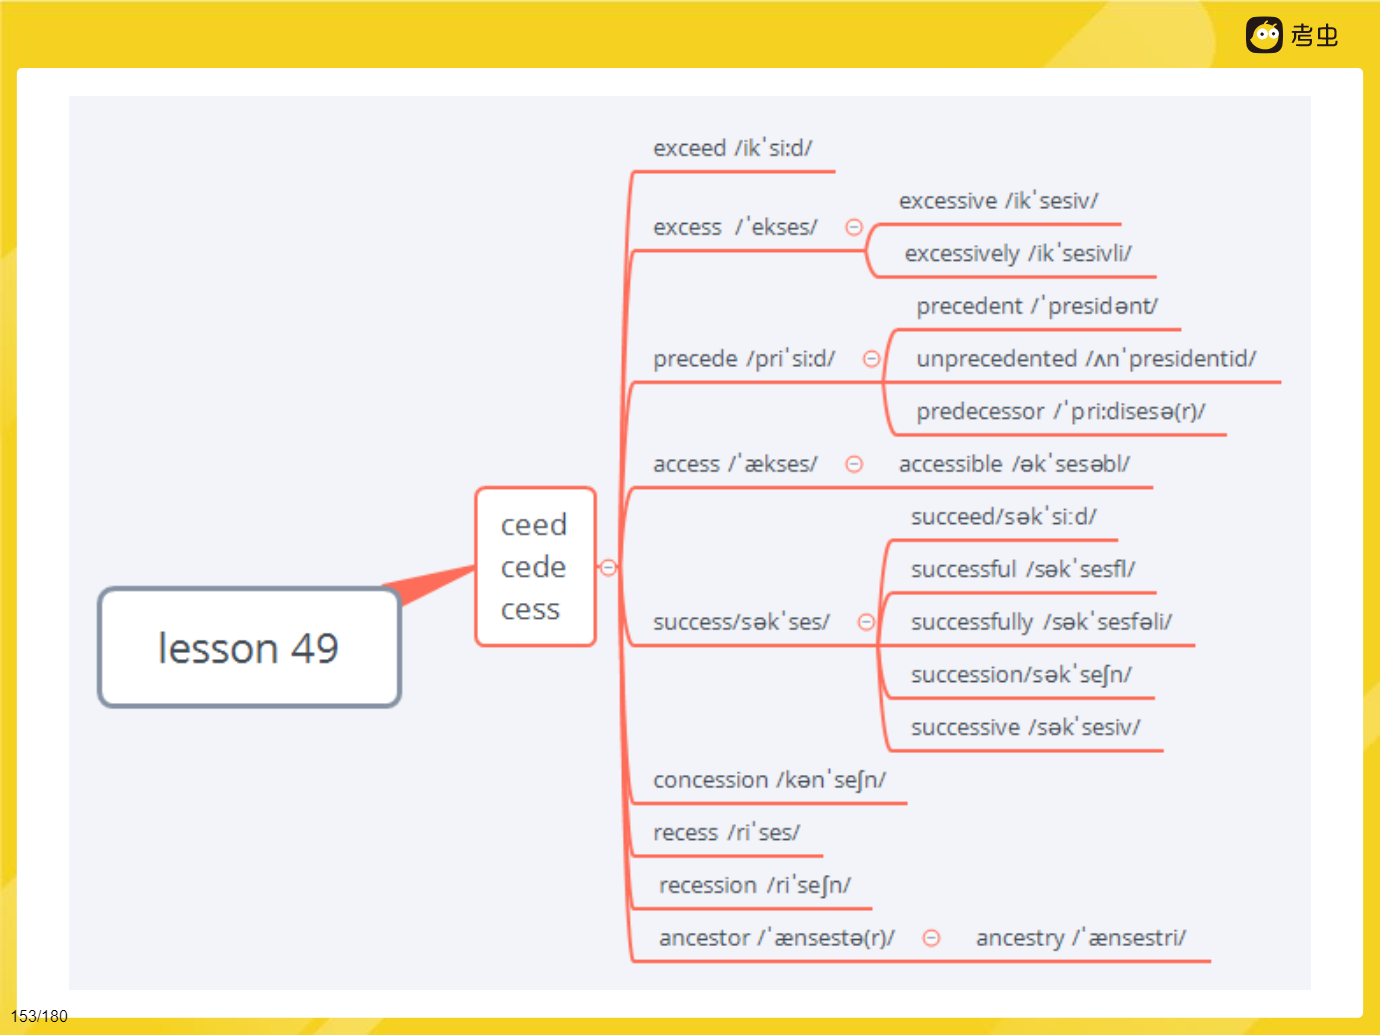 考虫
exceed /ikˈsi:d/
excess /ˈekses/
excessive /ikˈsesiv/
excessively /ikˈsesivli/
precede /priˈsi:d/
precedent /ˈpresidənt/
unprecedented /ʌnˈpresidentid/
predecessor /ˈpri:disesə(r)/
access /ˈækses/
accessible /əkˈsesəbl/
success/səkˈses/
succeed/səkˈsi:d/
successful /səkˈsesfl/
successfully /səkˈsesfəli/
succession/səkˈseʃn/
successive /səkˈsesiv/
concession /kənˈseʃn/
recess /riˈses/
recession /riˈseʃn/
ancestor /ˈænsestə(r)/
ancestry /ˈænsestri/
ceed
cede
cess
lesson 49
153/180